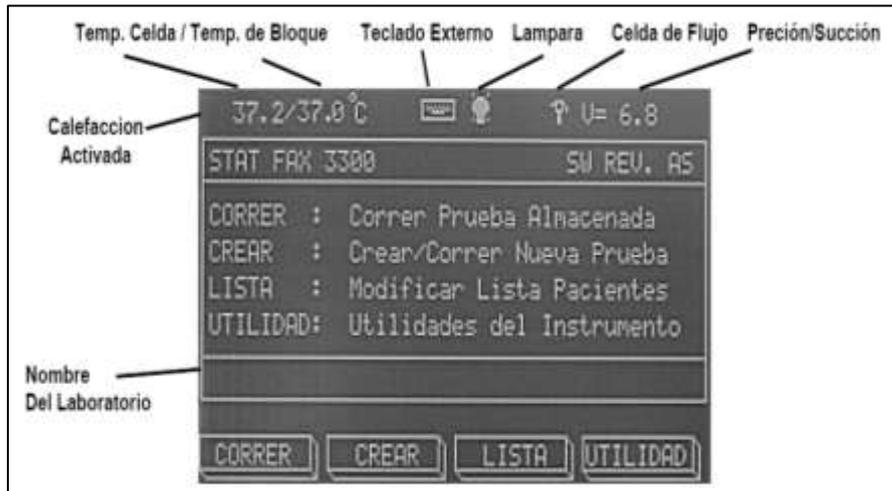 Temp. Celda / Temp. de Bloque Teclado Externo Lampara Celda de Flujo Preción/Succión
37.2/37.0°C V= 6.8
Calefaccion
Activada
STAT FAX 3300 SW REV. AS
CORRER : Correr Prueba Almacenada
CREAR : Crear/Correr Nueva Prueba
LISTA : Modificar Lista Pacientes
UTILIDAD: Utilidades del Instrumento
Nombre
Del Laboratorio
CORRER CREAR LISTA UTILIDAD